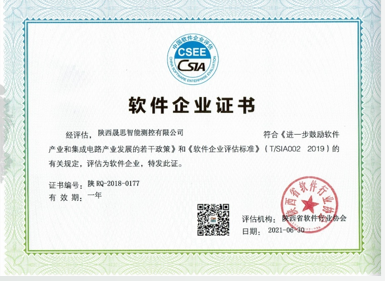 中国软件企业评估
CSEE
CSIA
软件企业证书
经评估，陕西晟思智能测控有限公司 符合《进一步鼓励软件
产业和集成电路产业发展的若干政策》和《软件企业评估标准》（T/SIA002 2019）的
有关规定，评估为软件企业，特发此证。
证书编号：陕 RQ-2018-0177
有 效 期：一年
评估机构：陕西省软件行业协会
日期：2021-06-30
陕西省软件行业协会